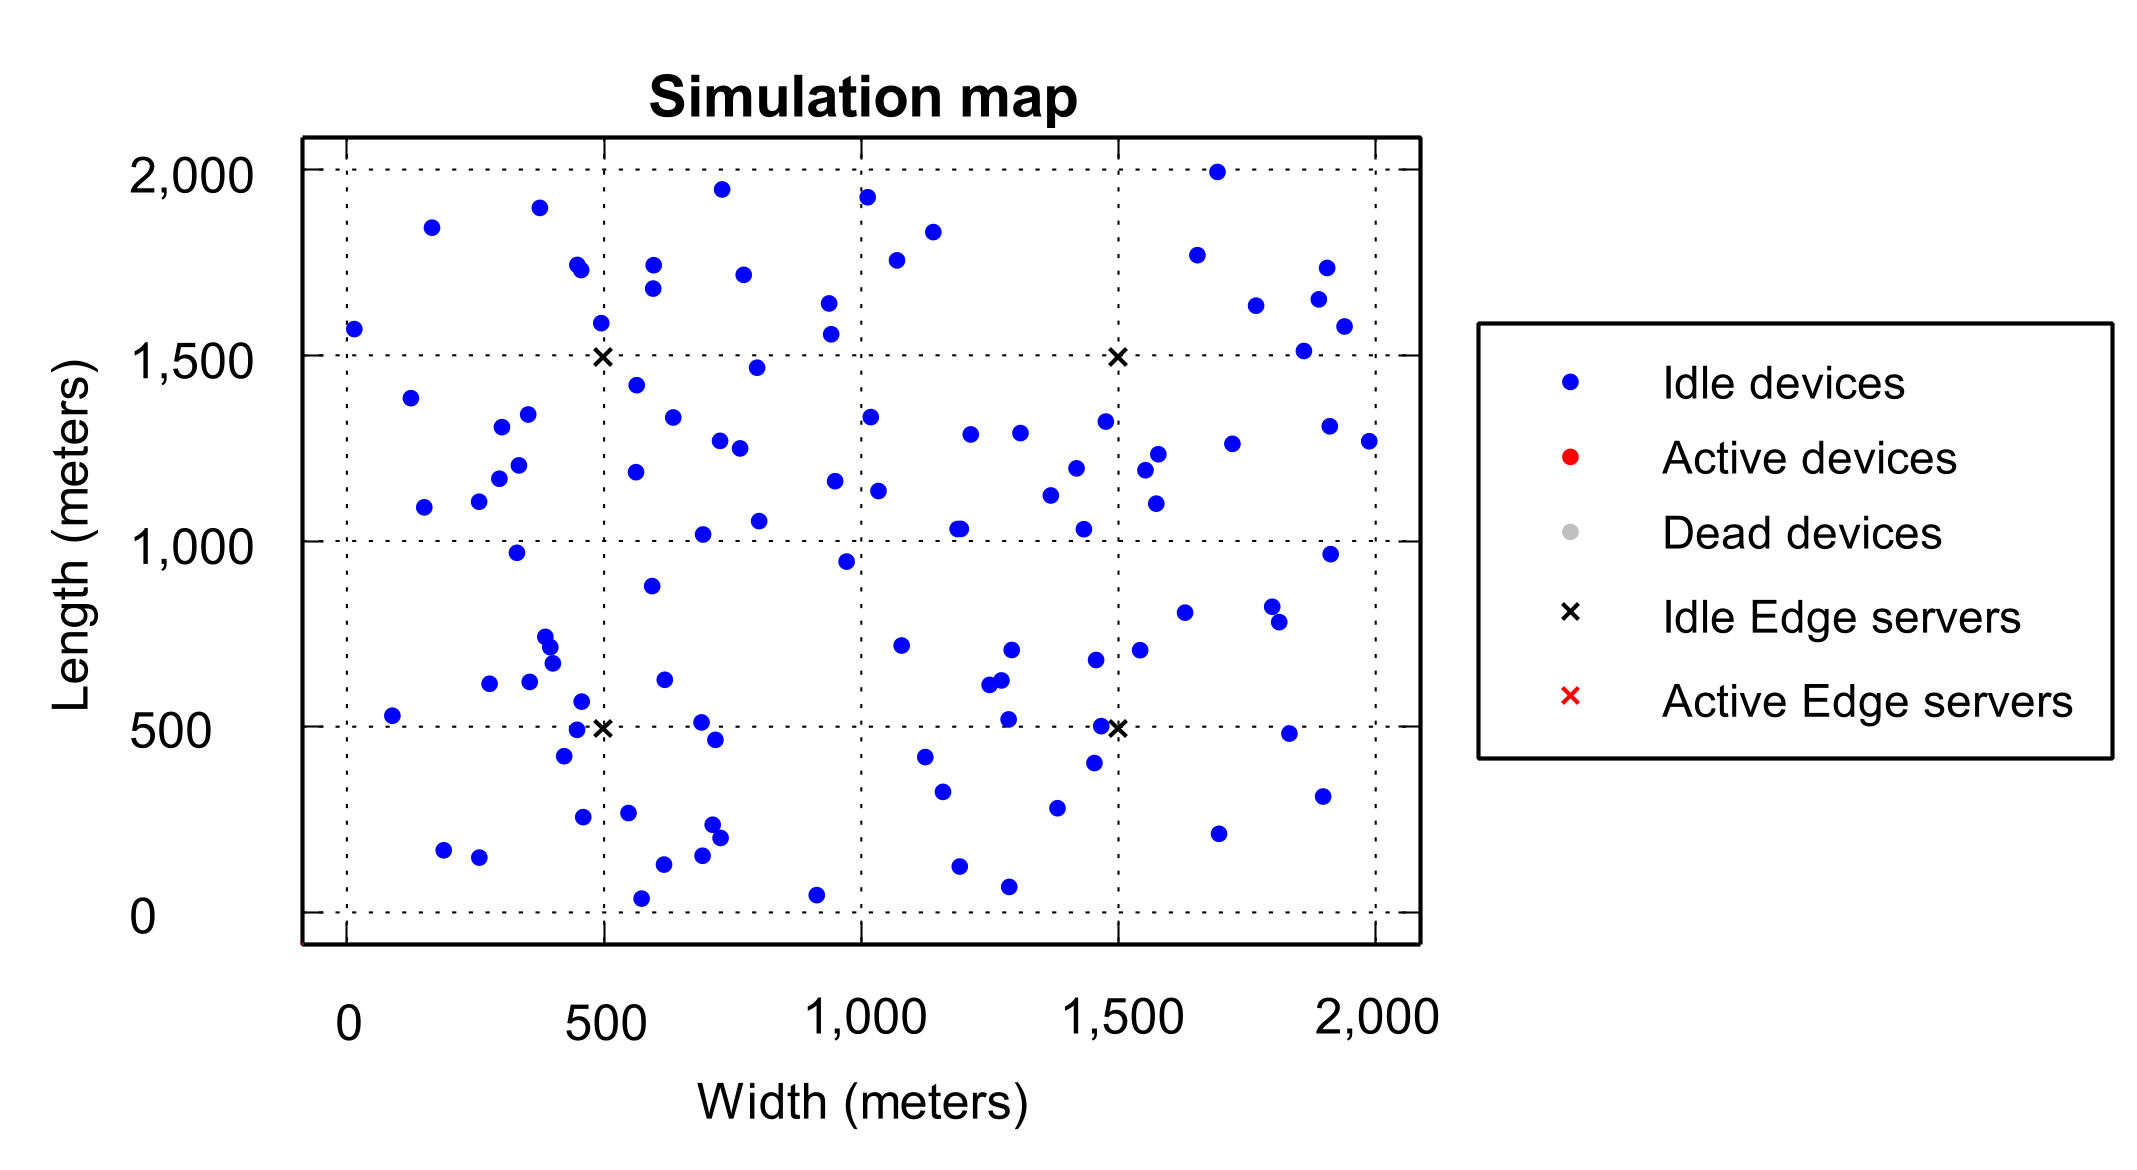 Simulation map
2,000
1,500
1,000
500
0
Length (meters)
0
500
1,000
1,500
2,000
Width (meters)
Idle devices
Active devices
Dead devices
Idle Edge servers
Active Edge servers